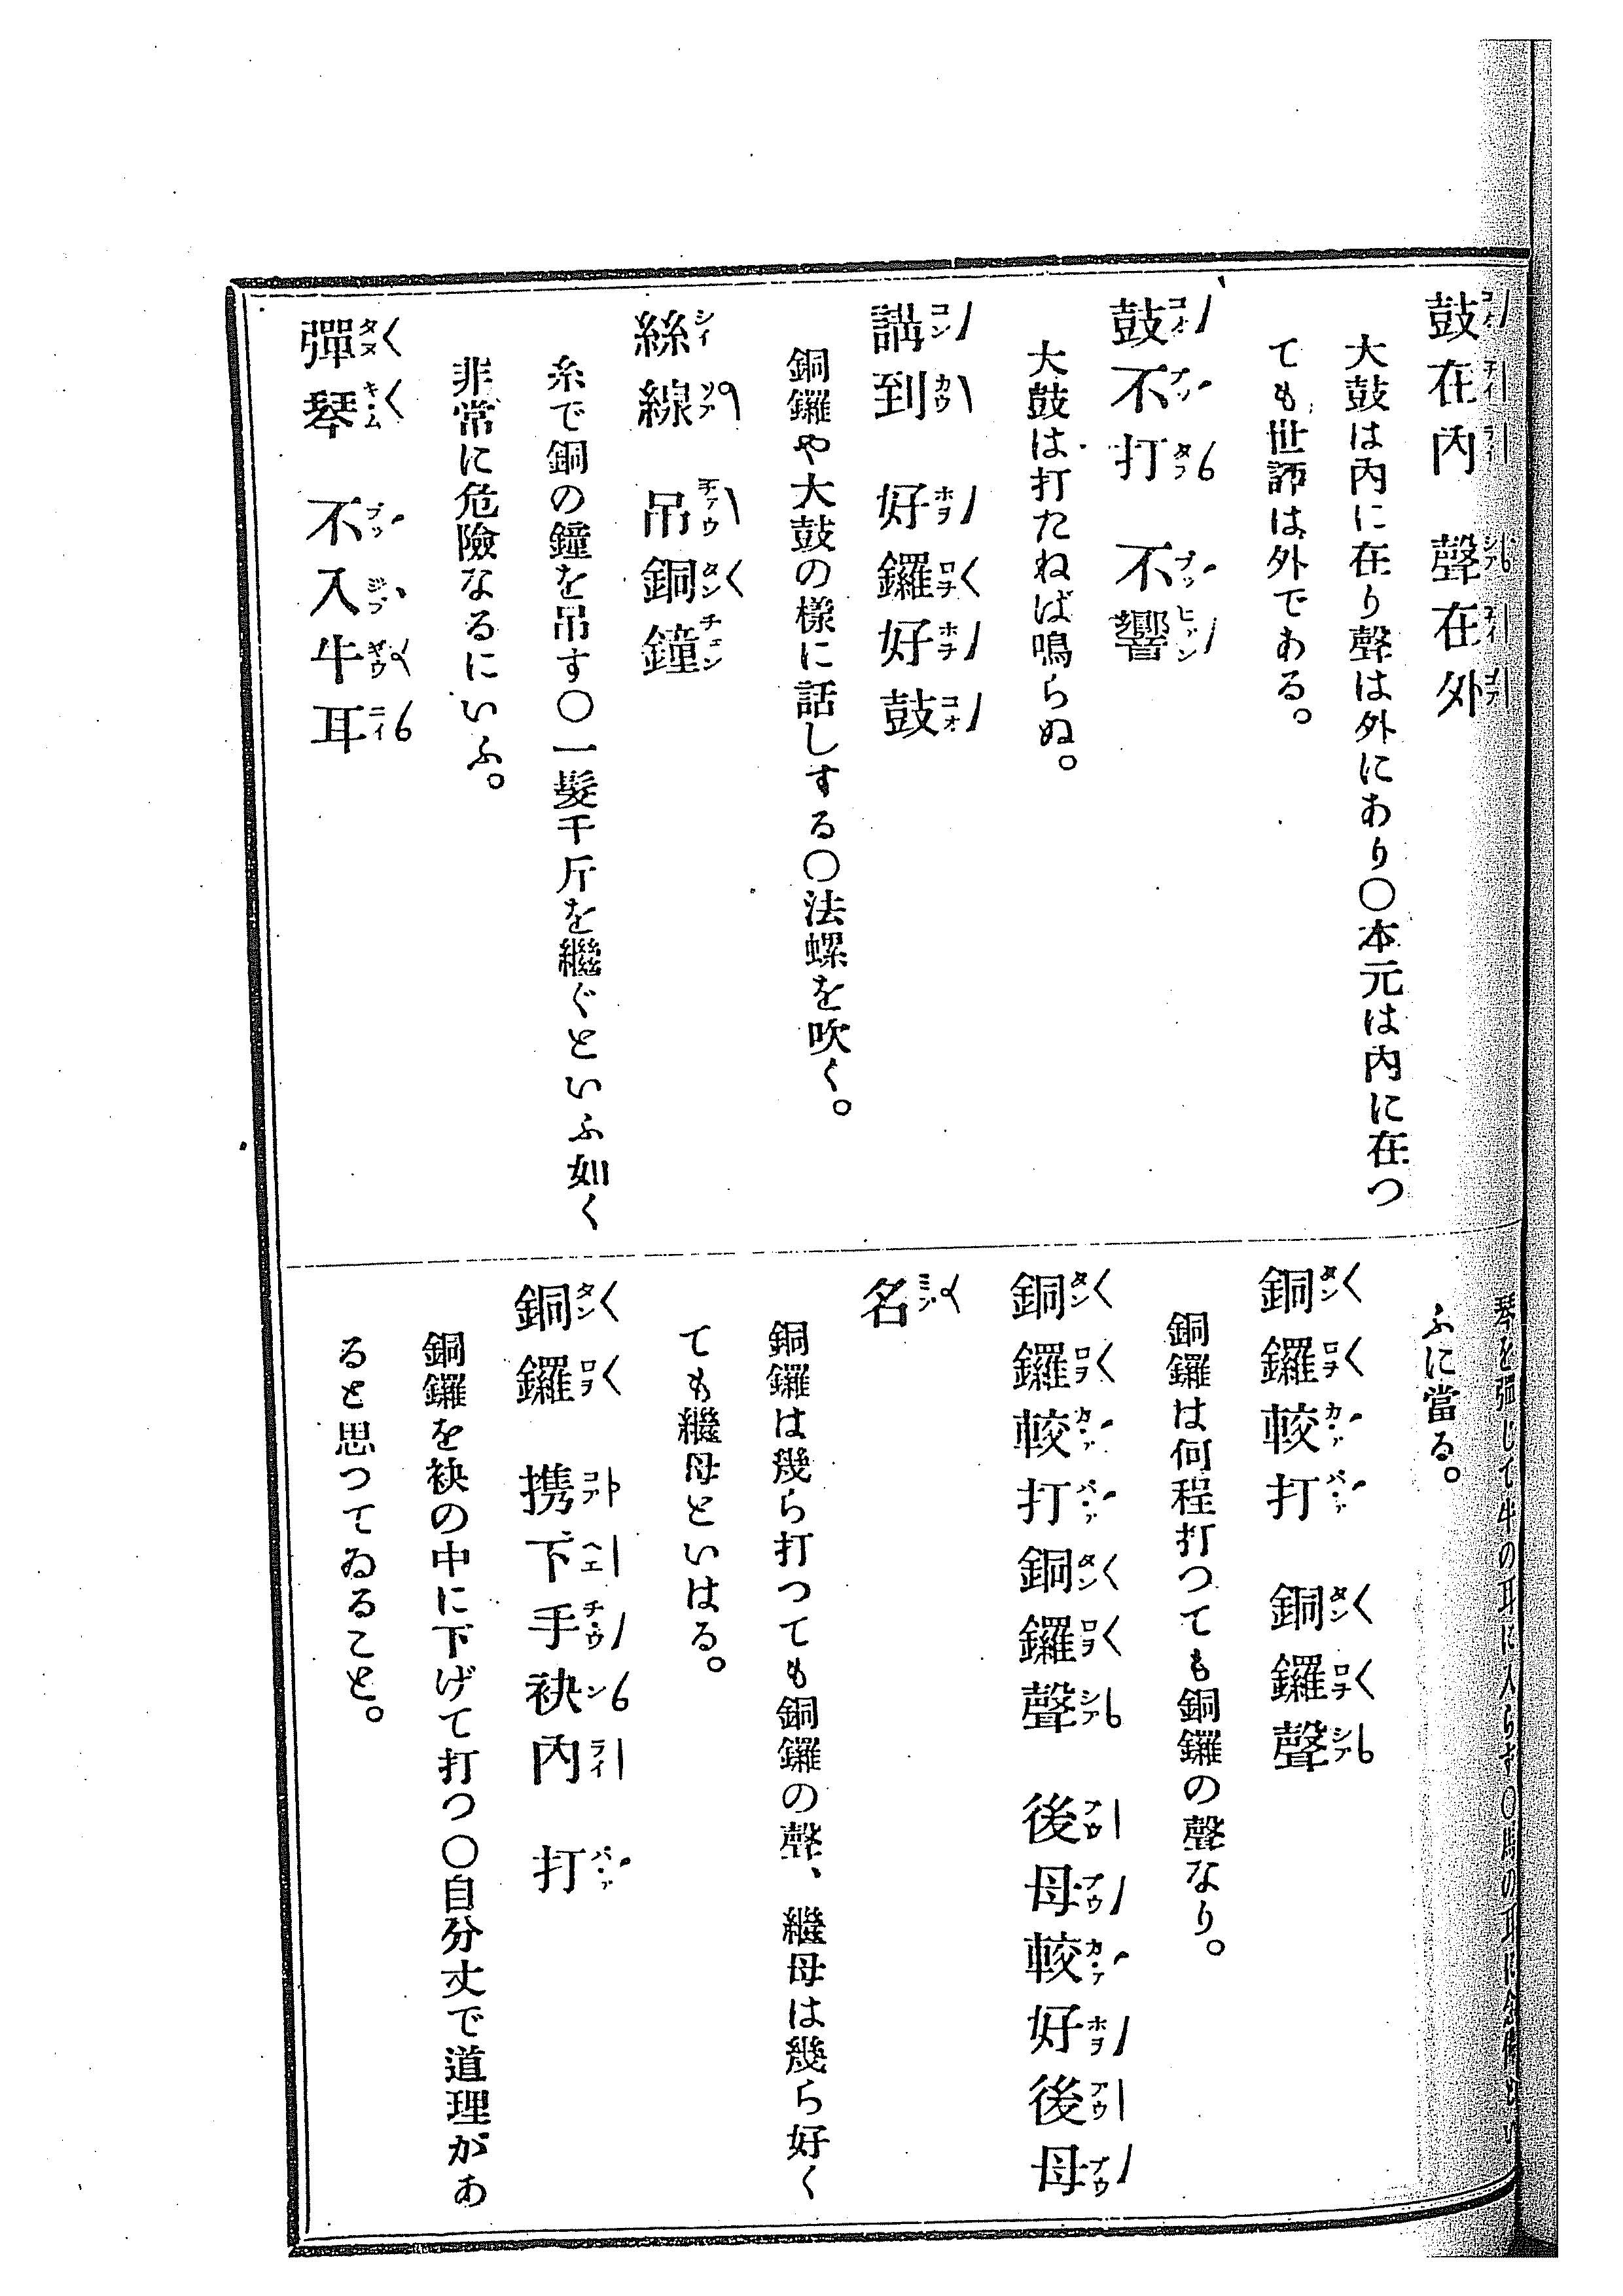 鼓在內　聲在外
大鼓は內に在り聲は外にあり〇本元は內に在つ
ても世評は外である。
鼓不打　不響
大鼓は打たねば鳴らぬ。
講到　好鑼好鼓
銅鑼や大鼓の樣に話しする〇法螺を吹く。
絲線　吊銅鐘
糸で銅の鐘を吊す〇一髮千斤を繼ぐといふ如く
非常に危險なるにいふ。
彈琴　不入牛耳
琴を彈じて牛の耳に入らず〇馬の耳に念佛とい
ふに當る。
銅鑼較打　銅鑼聲
銅鑼は何程打つても銅鑼の聲なり。
銅鑼較打銅鑼聲　後母較好後母
名
銅鑼は幾ら打つても銅鑼の聲、繼母は幾ら好く
ても繼母といはる。
銅鑼　携下手袂內　打
銅鑼を袂の中に下げて打つ〇自分丈で道理があ
ると思つてゐること。